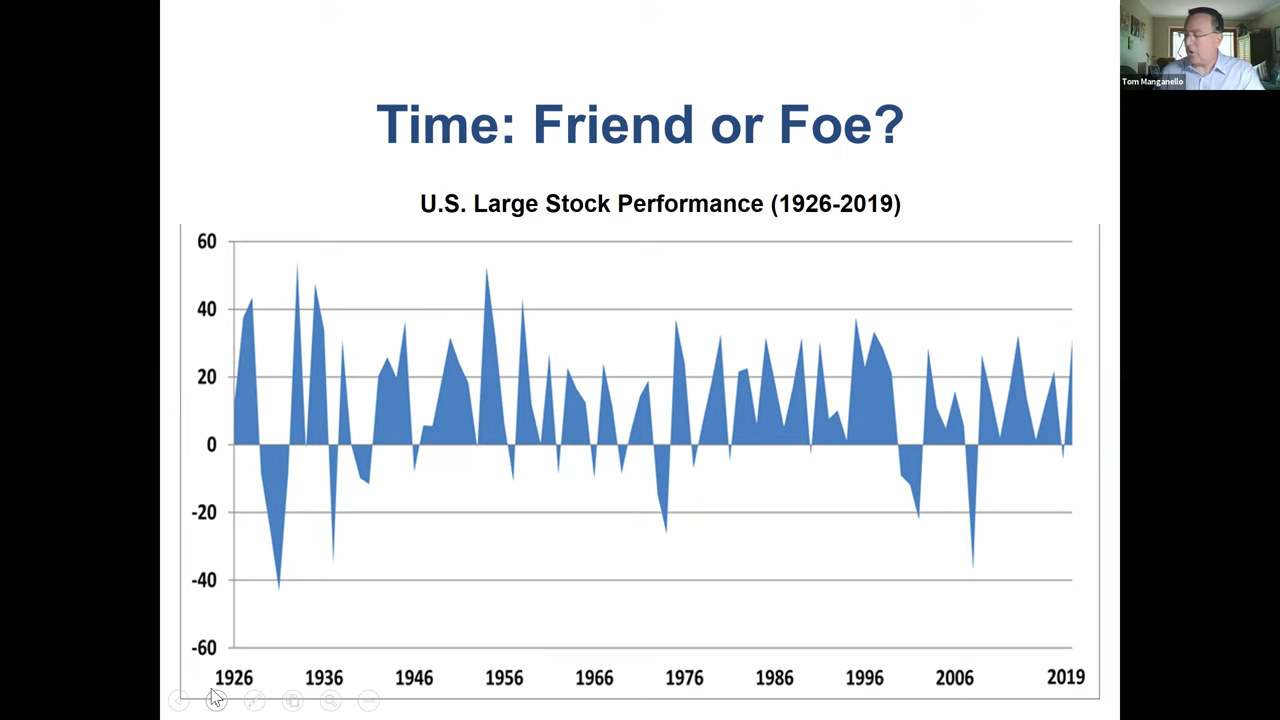 Tom Manganello
Time: Friend or Foe?
U.S. Large Stock Performance (1926-2019)
60
40
20
0
-20
-40
-60
1926 1936 1946 1956 1966 1976 1986 1996 2006 2019